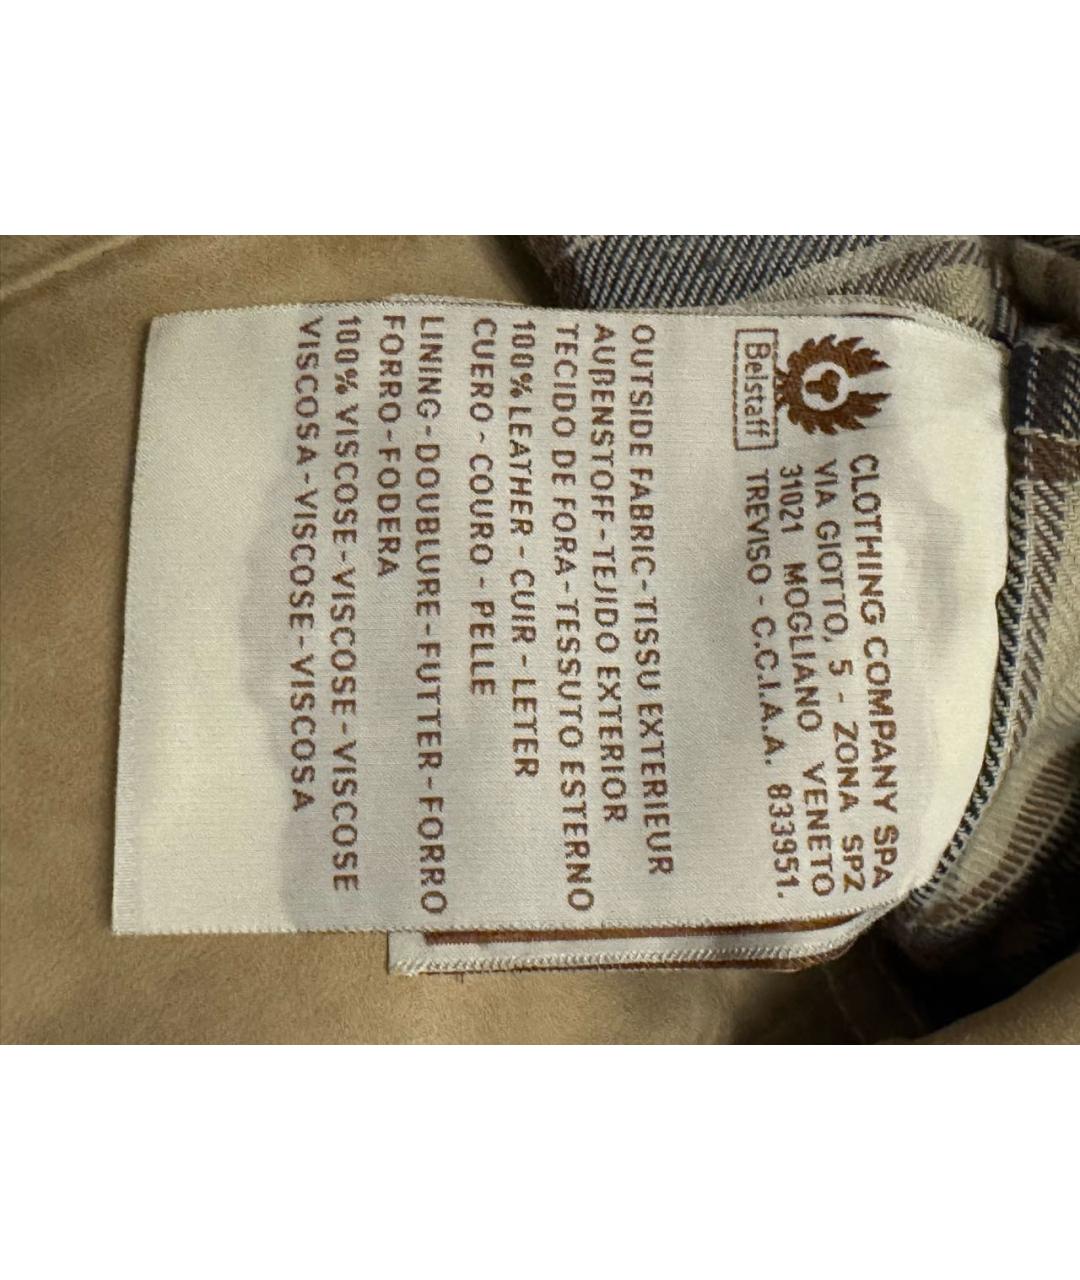 Belstaff
CLOTHING COMPANY SPA
VIA GIOTTO, 5 - ZONA SPZ
31021 MOGLIANO VENETO
TREVISO - C.C.I.A.A. 833951.
OUTSIDE FABRIC-TISSU EXTERIEUR
AUBENSTOFF-TEJIDO EXTERIOR
TECIDO DE FORA-TESSUTO ESTERNO
100% LEATHER - CUIR - LETER
CUERO - COURO - PELLE
LINING-DOUBLURE-FUTTER-FORRO
FORRO-FODERA
100% VISCOSE-VISCOSE-VISCOSE
VISCOSA-VISCOSE-VISCOSA